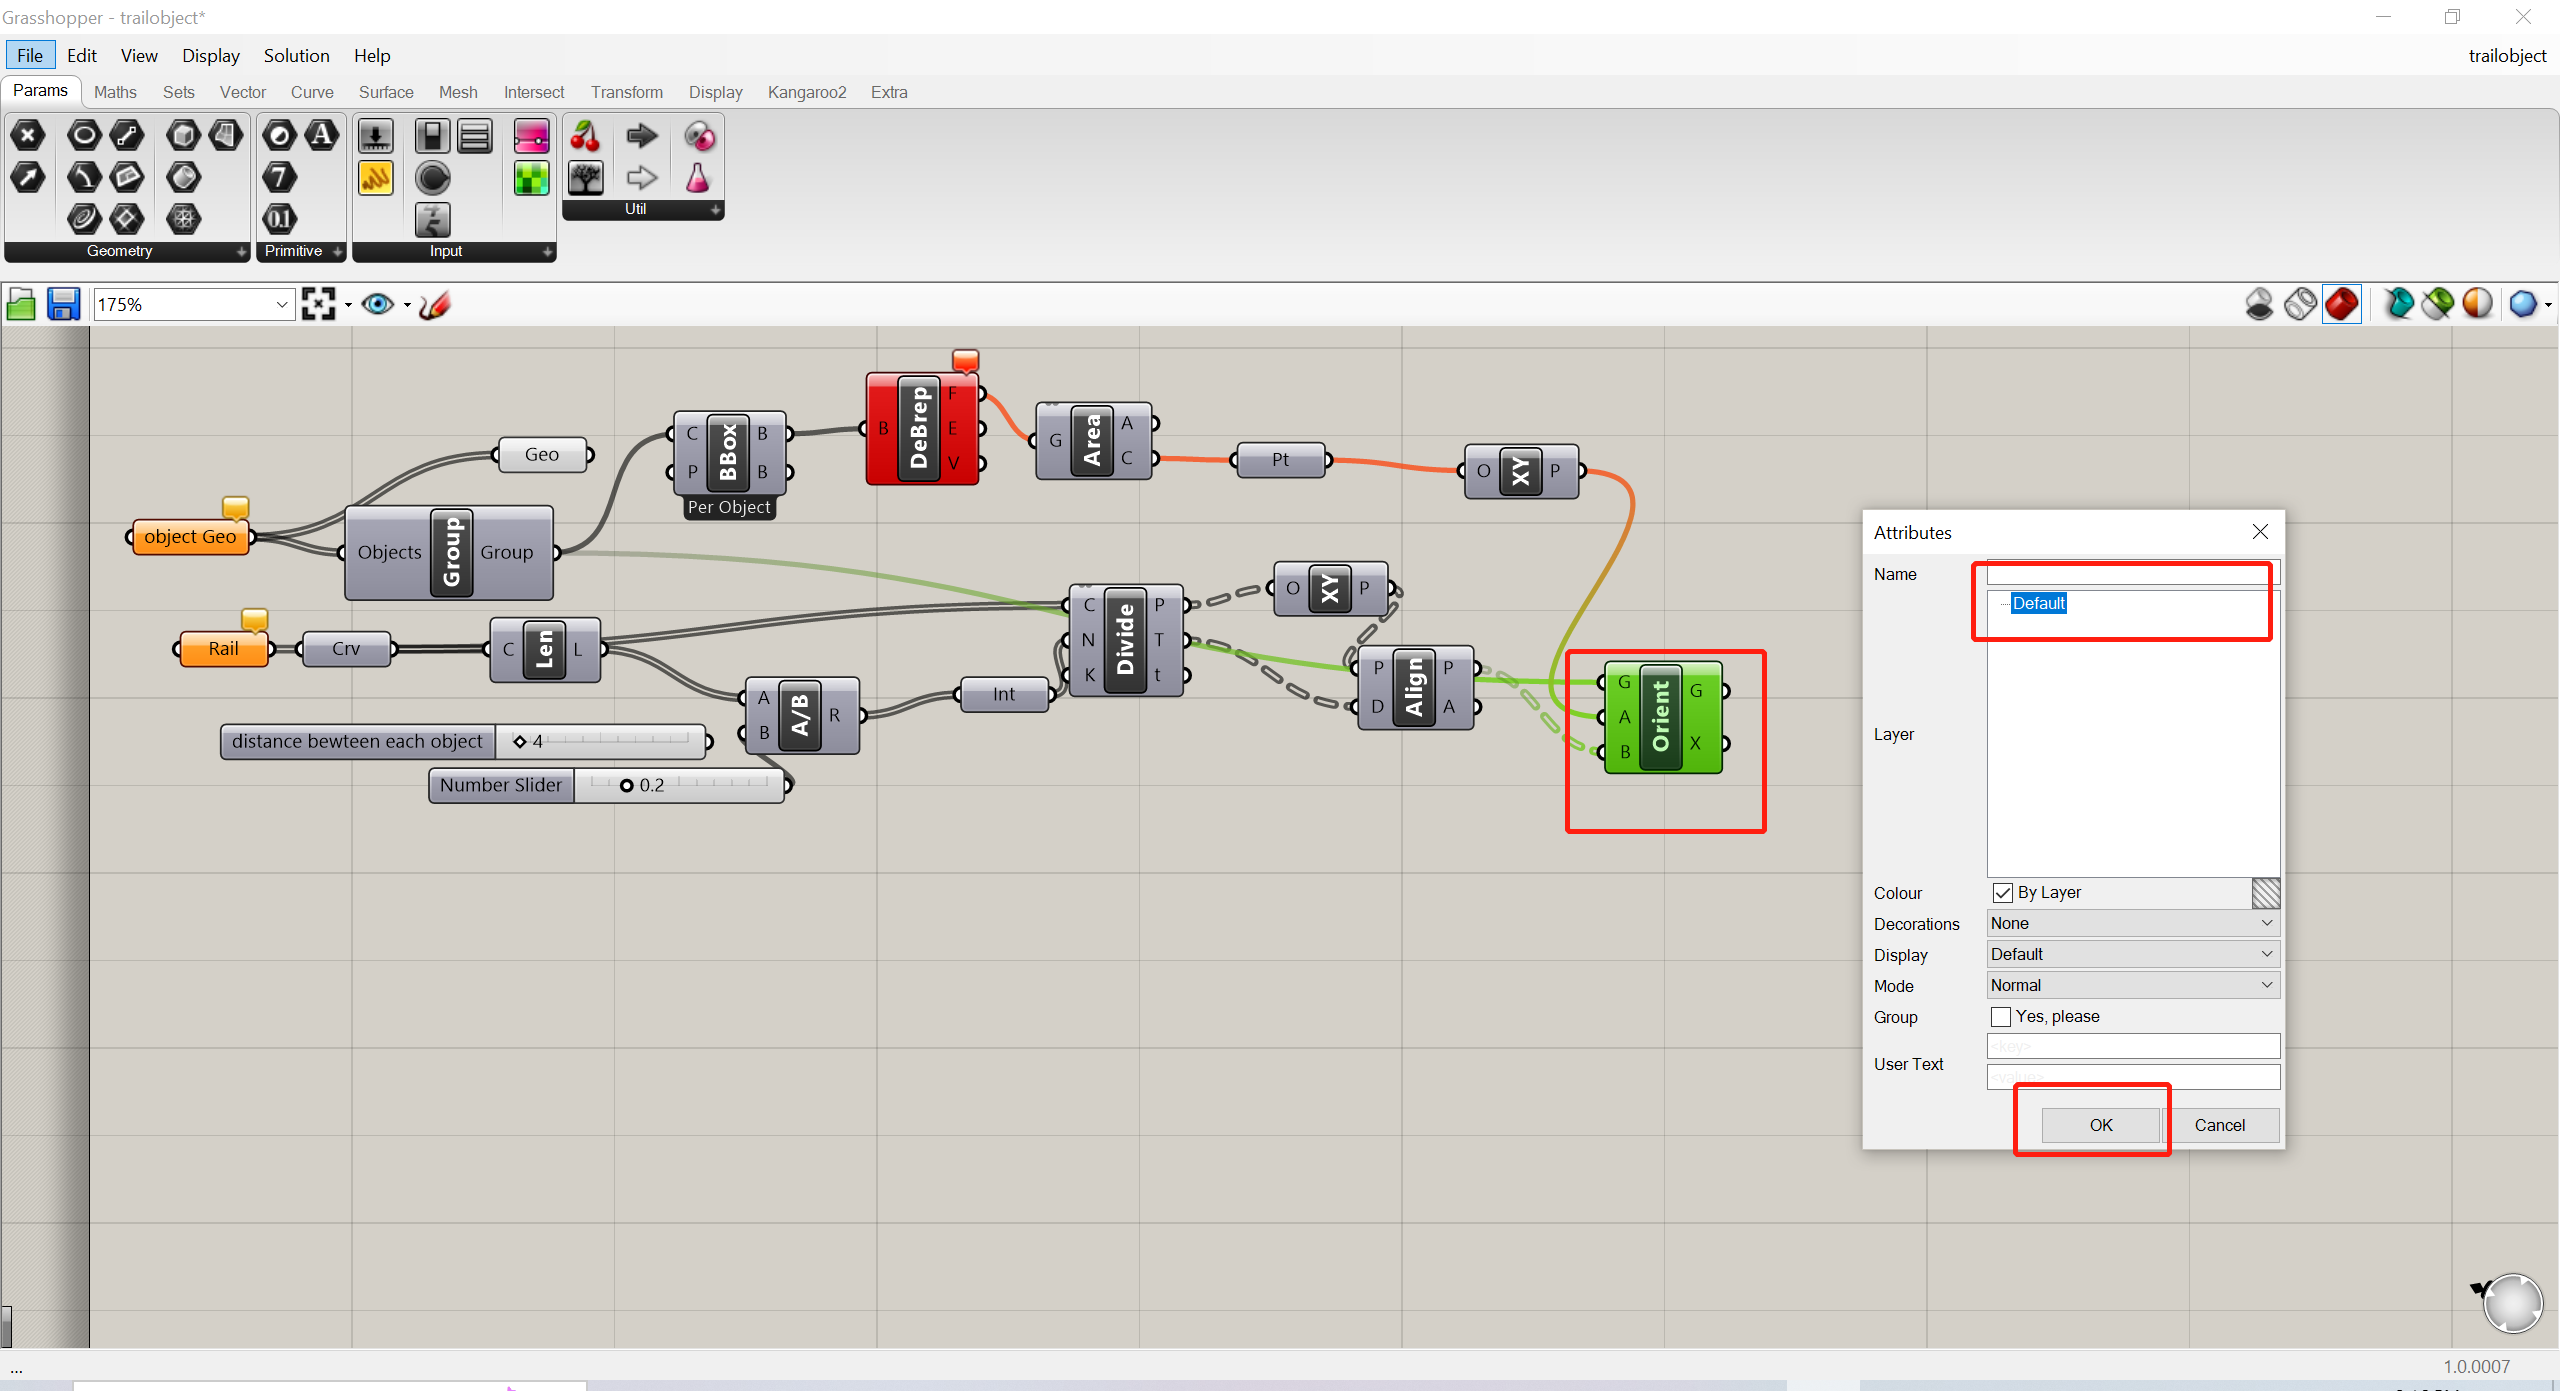 Grasshopper - trailobject*
File Edit View Display Solution Help trailobject
Params Maths Sets Vector Curve Surface Mesh Intersect Transform Display Kangaroo2 Extra
A
7
0.1
Util
Geometry Primitive Input
175%
DeBrep B F E V
Area G A C
BBox C P B B
Per Object
Geo
Pt
XY O P
object Geo
Objects Group Group
XY O P
Rail
Crv
Len C L
Divide C N K P T t
Align P D P A
Orient G A B G X
A/B A B R
Int
distance bewteen each object 4
Number Slider 0.2
Attributes
Name
Default
Layer
Colour By Layer
Decorations None
Display Default
Mode Normal
Group Yes, please
<key>
User Text
<value>
OK Cancel
...
1.0.0007